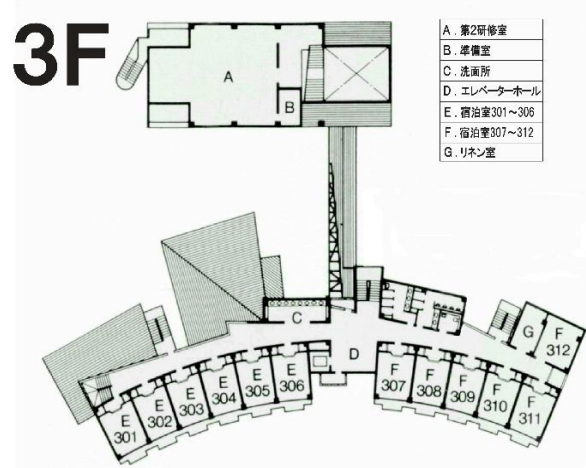 3F
A．第2研修室
B．準備室
C．洗面所
D．エレベーターホール
E．宿泊室301～306
F．宿泊室307～312
G．リネン室
A
B
C
D
G
F
312
E
301
E
302
E
303
E
304
E
305
E
306
F
307
F
308
F
309
F
310
F
311